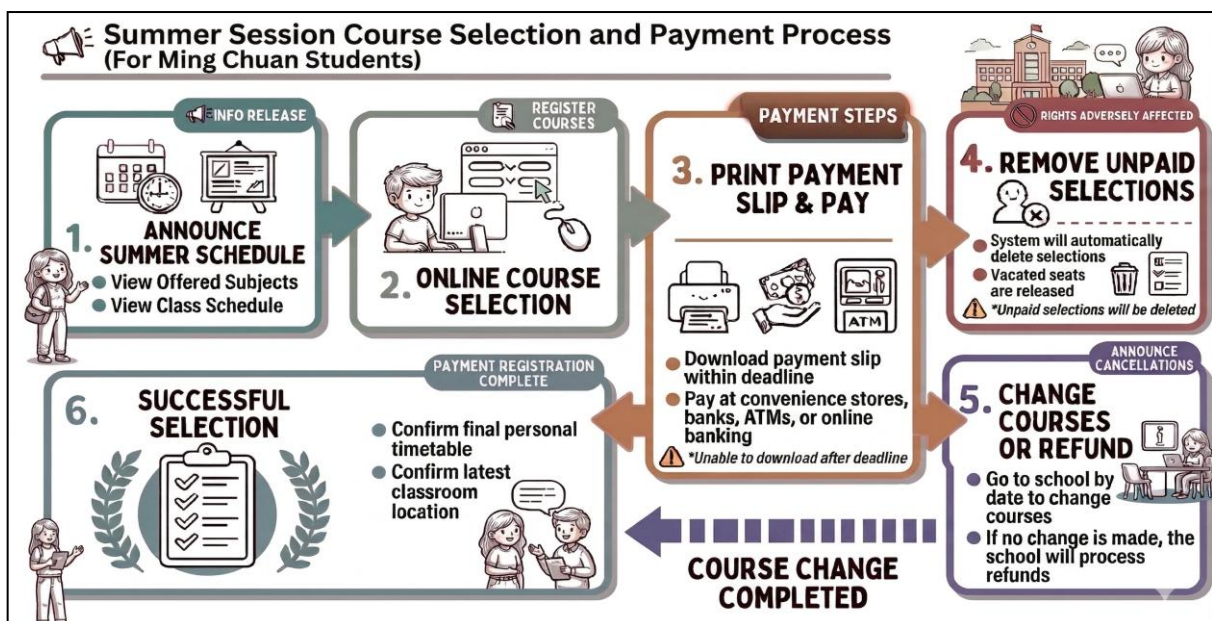 Summer Session Course Selection and Payment Process
(For Ming Chuan Students)
INFO RELEASE
1. ANNOUNCE
SUMMER SCHEDULE
View Offered Subjects
View Class Schedule
REGISTER
COURSES
2. ONLINE COURSE
SELECTION
PAYMENT STEPS
3. PRINT PAYMENT
SLIP & PAY
ATM
Download payment slip
within deadline
Pay at convenience stores,
banks, ATMs, or online
banking
*Unable to download after deadline
RIGHTS ADVERSELY AFFECTED
4. REMOVE UNPAID
SELECTIONS
System will automatically
delete selections
Vacated seats
are released
*Unpaid selections will be deleted
ANNOUNCE
CANCELLATIONS
5. CHANGE
COURSES
OR REFUND
Go to school by
date to change
courses
If no change is made, the
school will process
refunds
COURSE CHANGE
COMPLETED
PAYMENT REGISTRATION
COMPLETE
6. SUCCESSFUL
SELECTION
Confirm final personal
timetable
Confirm latest
classroom
location